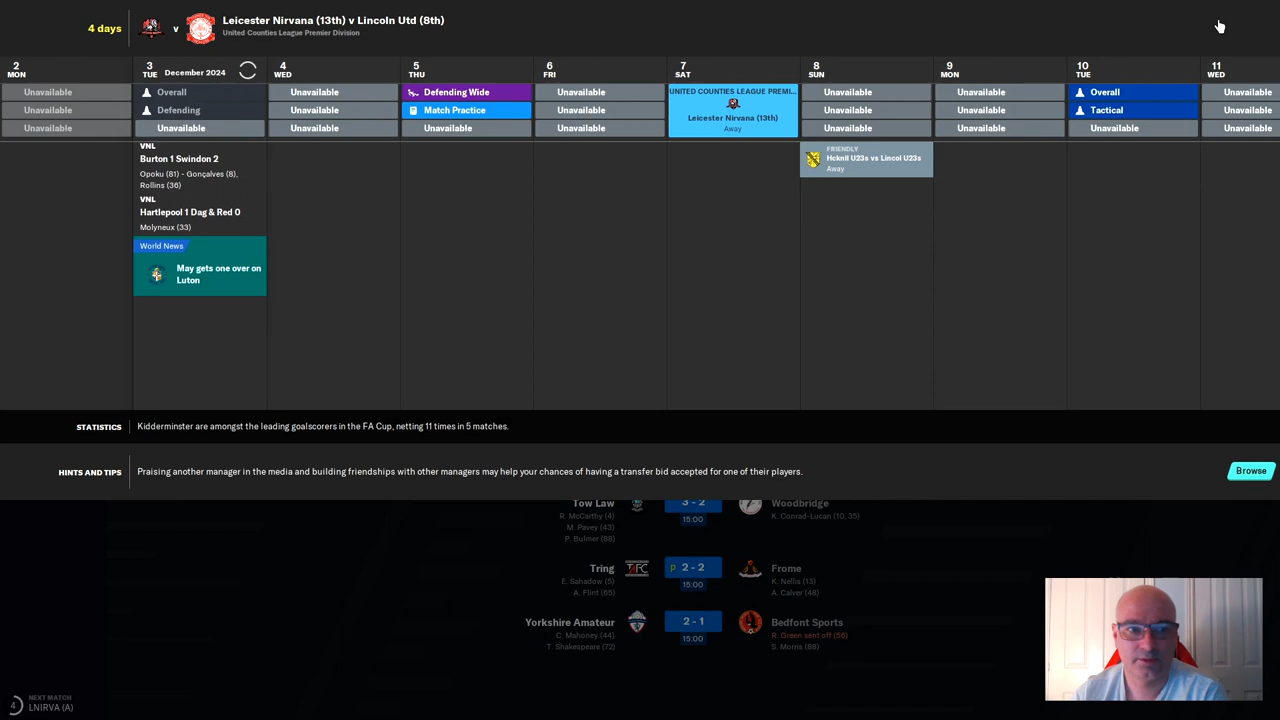 4 days
v
Leicester Nirvana (13th) v Lincoln Utd (8th)
United Counties League Premier Division
2 MON
3 TUE December 2024
4 WED
5 THU
6 FRI
7 SAT
8 SUN
9 MON
10 TUE
11 WED
Unavailable
Overall
Unavailable
Defending Wide
Unavailable
UNITED COUNTIES LEAGUE PREMI...
Unavailable
Unavailable
Overall
Unavailable
Unavailable
Defending
Unavailable
Match Practice
Unavailable
Leicester Nirvana (13th)
Away
Unavailable
Unavailable
Tactical
Unavailable
Unavailable
Unavailable
Unavailable
Unavailable
Unavailable
Unavailable
Unavailable
Unavailable
Unavailable
VNL
Burton 1 Swindon 2
Opoku (81) - Gonçalves (8),
Rollins (36)
VNL
Hartlepool 1 Dag & Red 0
Molyneux (33)
World News
May gets one over on
Luton
FRIENDLY
Hcknll U23s vs Lincol U23s
Away
STATISTICS
Kidderminster are amongst the leading goalscorers in the FA Cup, netting 11 times in 5 matches.
HINTS AND TIPS
Praising another manager in the media and building friendships with other managers may help your chances of having a transfer bid accepted for one of their players.
Browse
Tow Law 3 - 2 Woodbridge
R. McCarthy (4) 15:00 K. Conrad-Lucan (10, 35)
M. Pavey (43)
P. Bulmer (88)
Tring TAFC p 2 - 2 Frome
E. Sahadow (5) 15:00 K. Nellis (13)
A. Flint (65) A. Calver (48)
Yorkshire Amateur 2 - 1 Bedfont Sports
C. Mahoney (44) 15:00 R. Green sent off (56)
T. Shakespeare (72) S. Morris (88)
4
NEXT MATCH
LNIRVA (A)